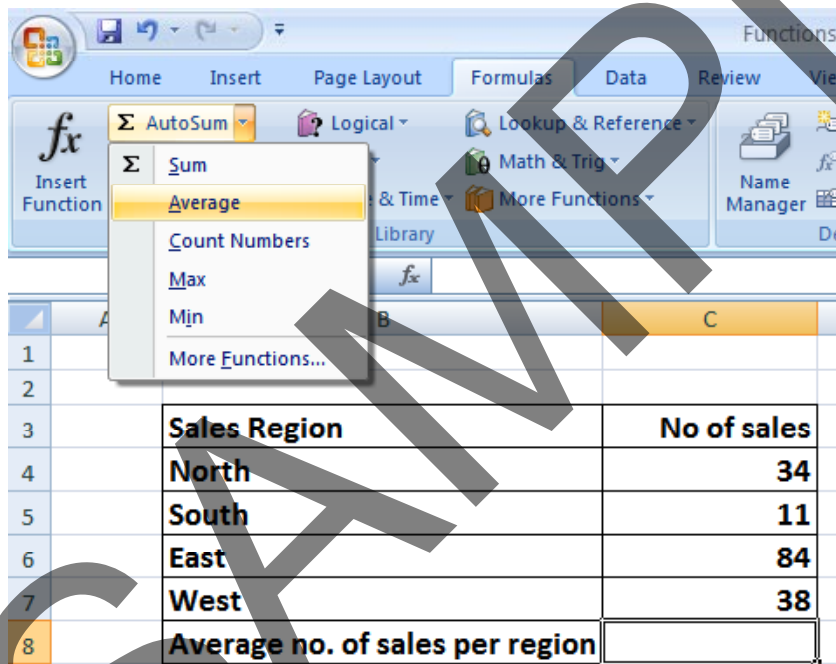 Functions
Home Insert Page Layout Formulas Data Review Vie
fx Σ AutoSum Logical Lookup & Reference
Insert Function
Σ Sum
Math & Trig
Name Manager
Average
& Time More Functions
Count Numbers
Library
De
Max
fx
Min
More Functions...
A B C
1
2
3 Sales Region No of sales
4 North 34
5 South 11
6 East 84
7 West 38
8 Average no. of sales per region